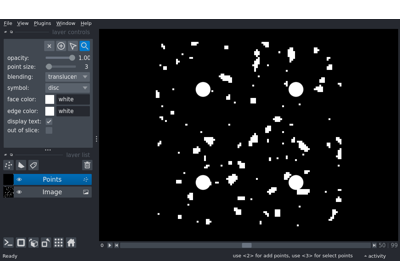 File View Plugins Window Help
layer controls
opacity: 1.00
point size: 3
blending: translucen
symbol: disc
face color: white
edge color: white
display text:
out of slice:
layer list
Points
Image
0 50 99
Ready use <2> for add points, use <3> for select points activity